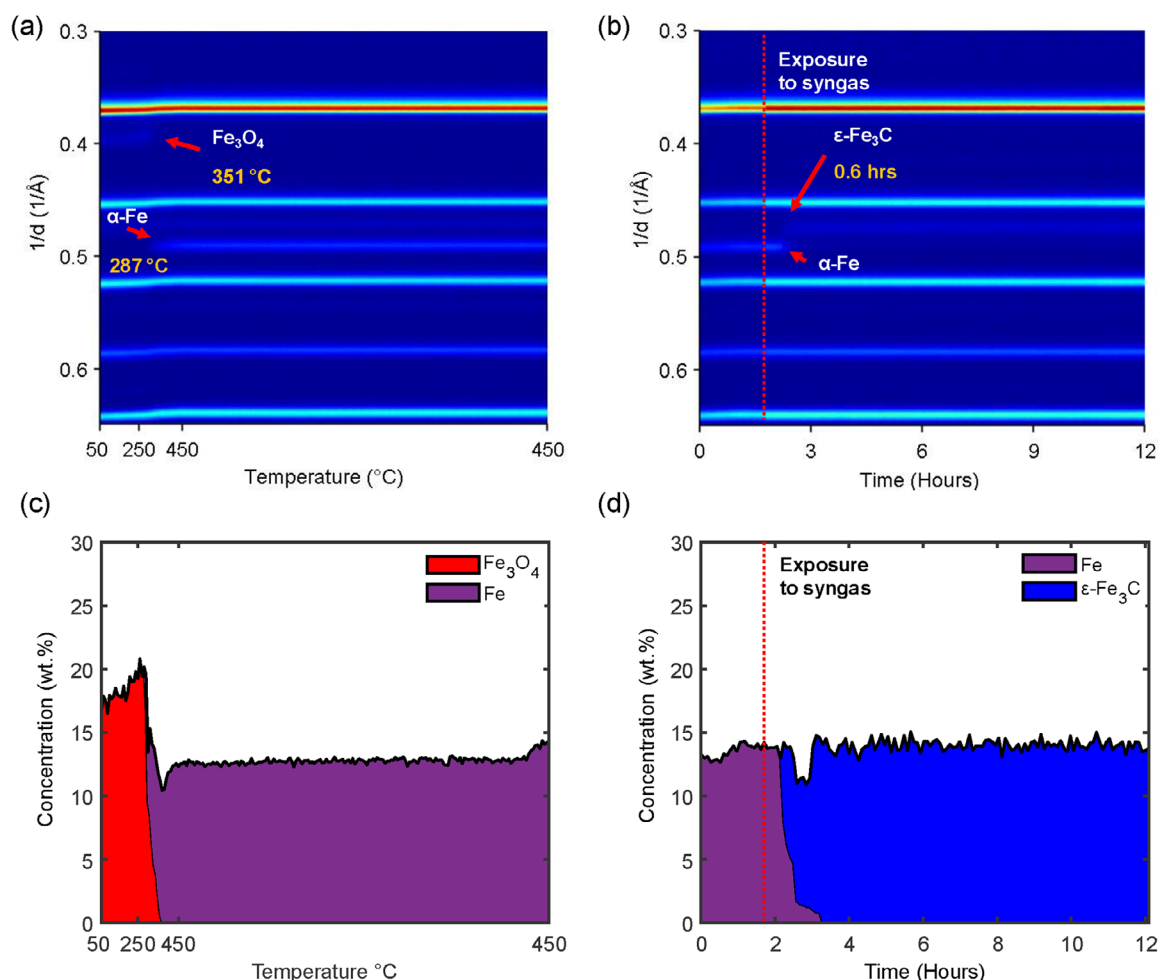 (a)
0.3
0.4
0.5
0.6
1/d (1/Å)
Fe₃O₄
351 °C
α-Fe
287 °C
50 250 450 450
Temperature (°C)
(b)
0.3
0.4
0.5
0.6
1/d (1/Å)
Exposure
to syngas
ε-Fe₃C
0.6 hrs
α-Fe
0 3 6 9 12
Time (Hours)
(c)
30
25
20
15
10
5
0
Concentration (wt.%)
Fe₃O₄
Fe
50 250 450 450
Temperature °C
(d)
30
25
20
15
10
5
0
Concentration (wt.%)
Exposure
to syngas
Fe
ε-Fe₃C
0 2 4 6 8 10 12
Time (Hours)